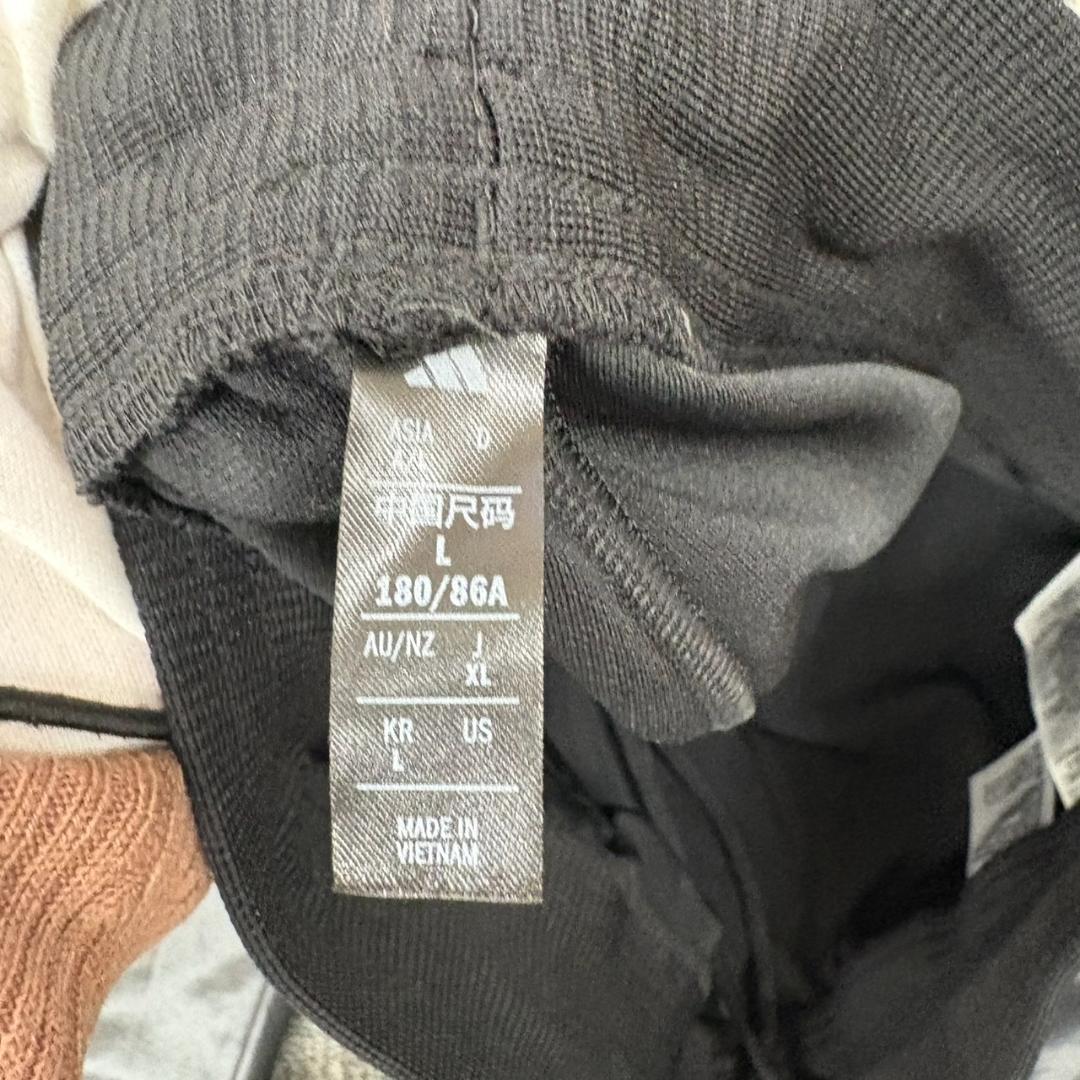 ASIA D
A/L
中国尺码
L
180/86A
AU/NZ J
XL
KR US
L
MADE IN
VIETNAM